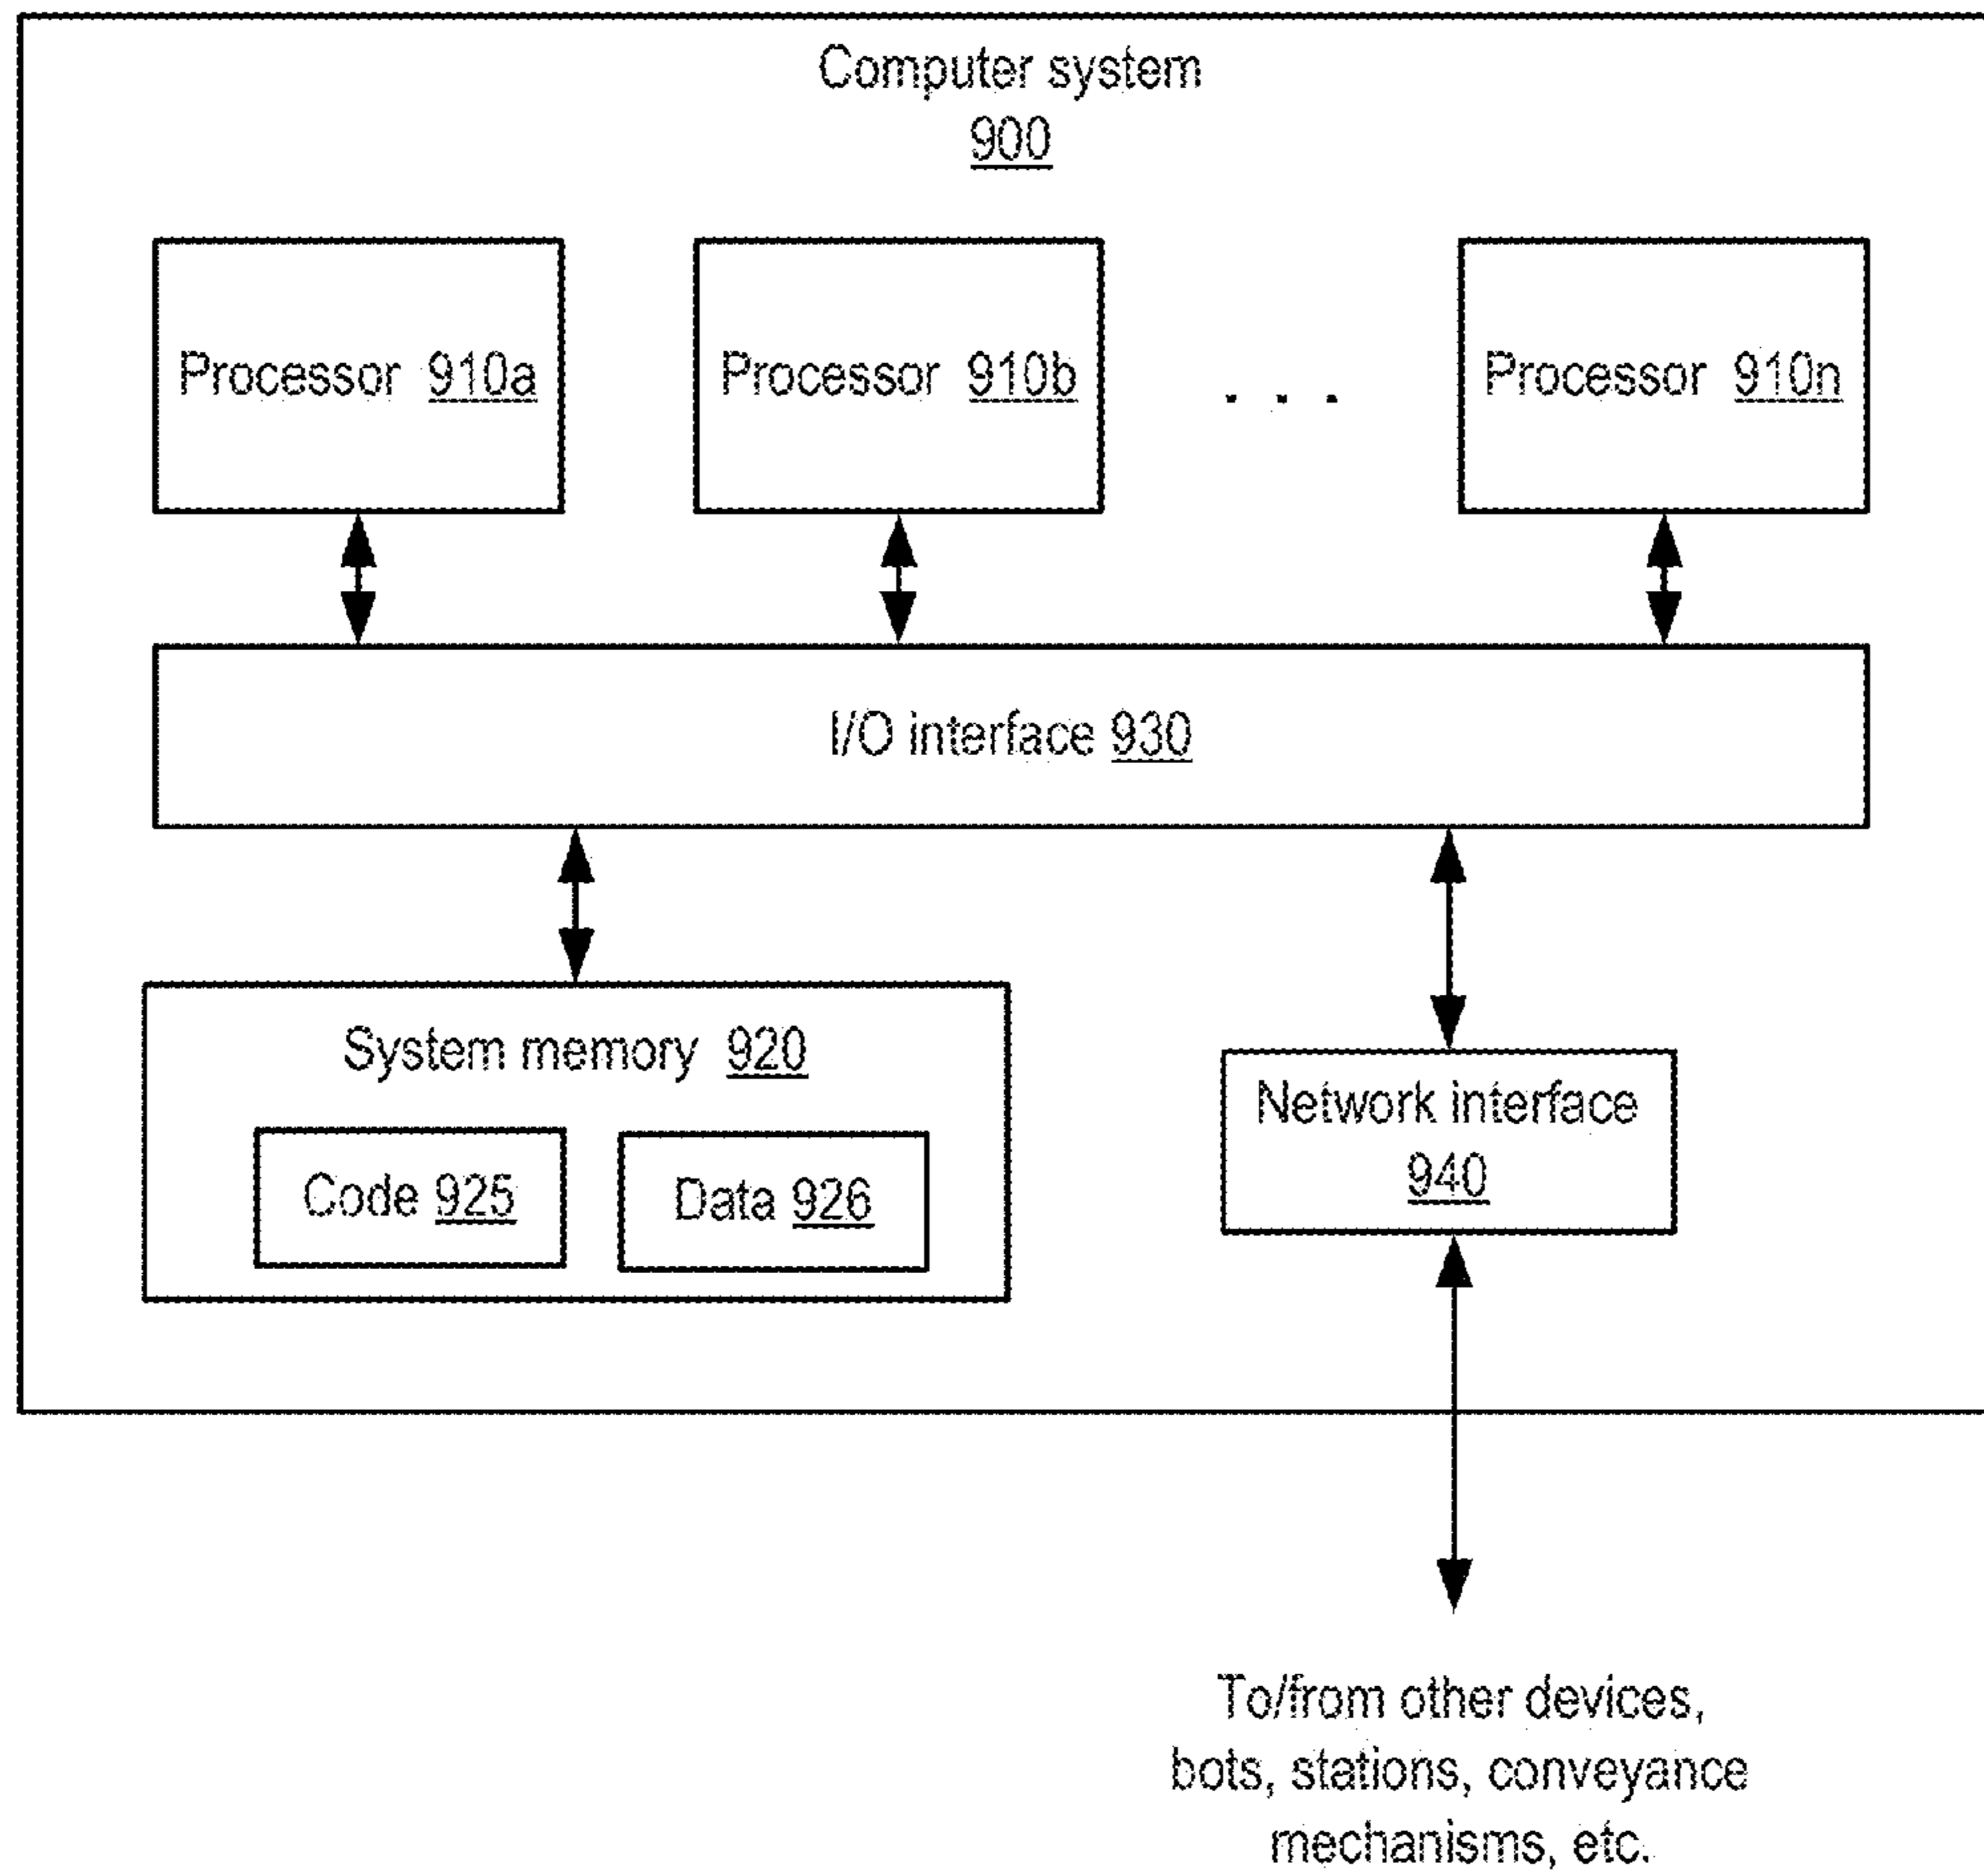 Computer system
900
Processor 910a
Processor 910b
. . .
Processor 910n
I/O interface 930
System memory 920
Code 925
Data 926
Network interface
940
To/from other devices,
bots, stations, conveyance
mechanisms, etc.